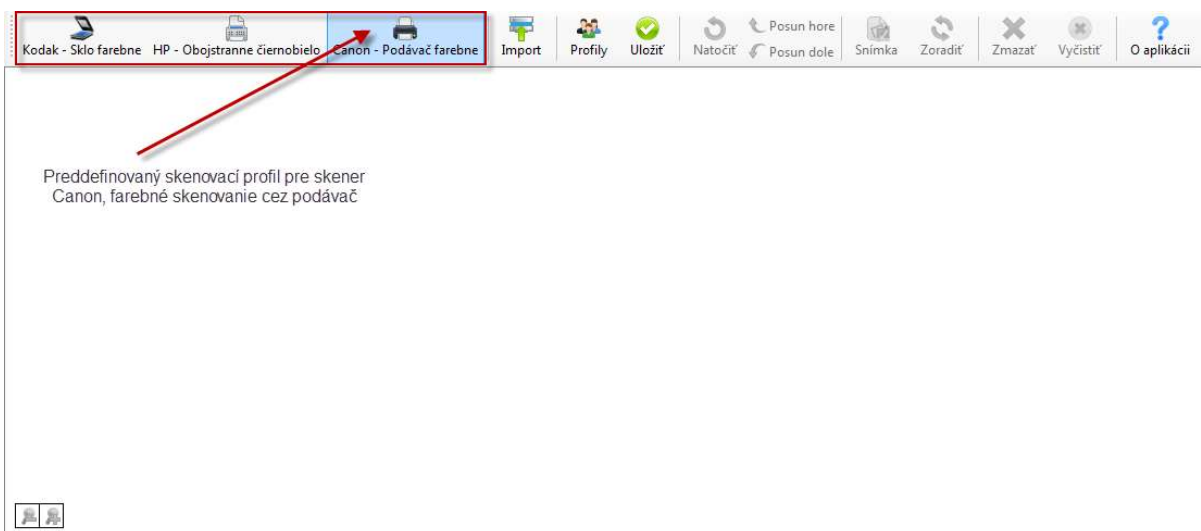 Kodak - Sklo farebne HP - Obojstranne čiernobielo Canon - Podávač farebne Import Profily Uložiť Natočiť Posun hore Posun dole Snímka Zoradiť Zmazať Vyčistiť O aplikácii
Preddefinovaný skenovací profil pre skener
Canon, farebné skenovanie cez podávač